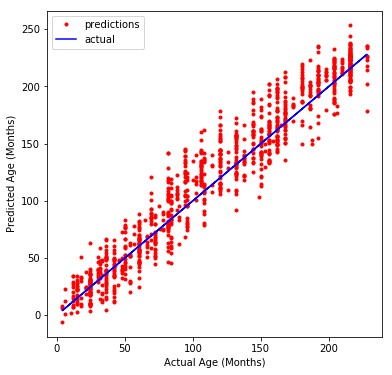 predictions
actual
250
200
150
100
50
0
Predicted Age (Months)
0
50
100
150
200
Actual Age (Months)